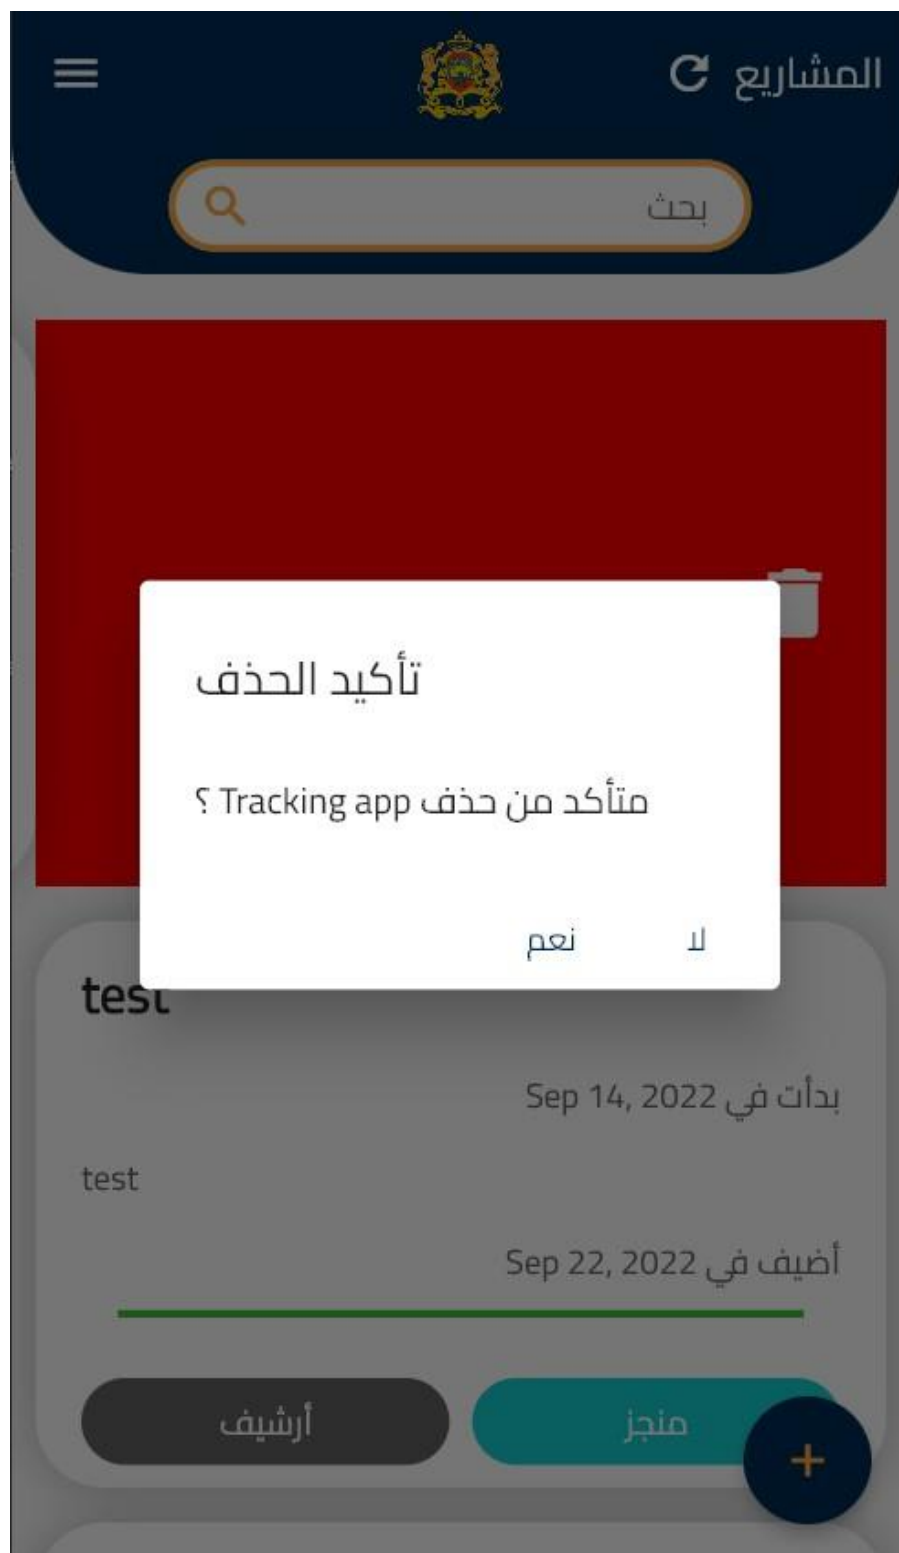 المشاريع
بحث
تأكيد الحذف
متأكد من حذف Tracking app ؟
لا
نعم
test
بدأت في Sep 14, 2022
test
أضيف في Sep 22, 2022
منجز
أرشيف
+